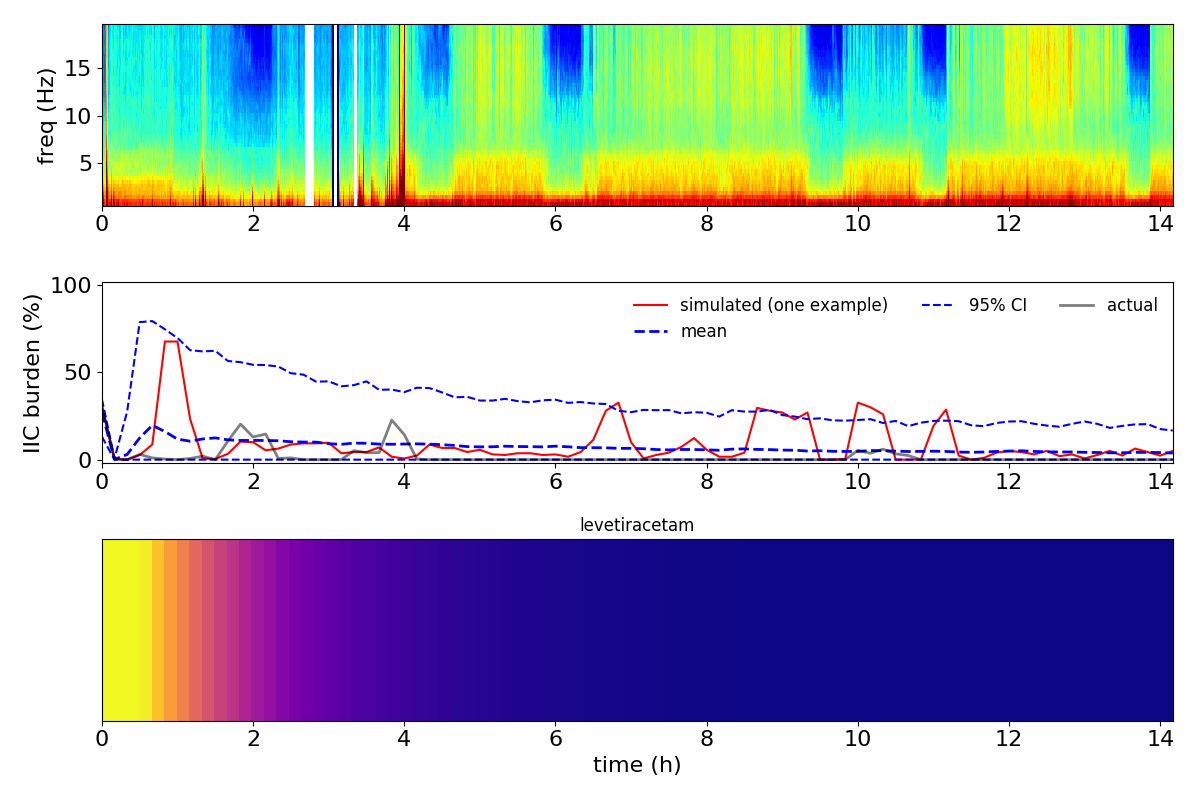 freq (Hz)
15
10
5
0 2 4 6 8 10 12 14
IIC burden (%)
100
50
0
simulated (one example) 95% CI actual
mean
0 2 4 6 8 10 12 14
levetiracetam
0 2 4 6 8 10 12 14
time (h)